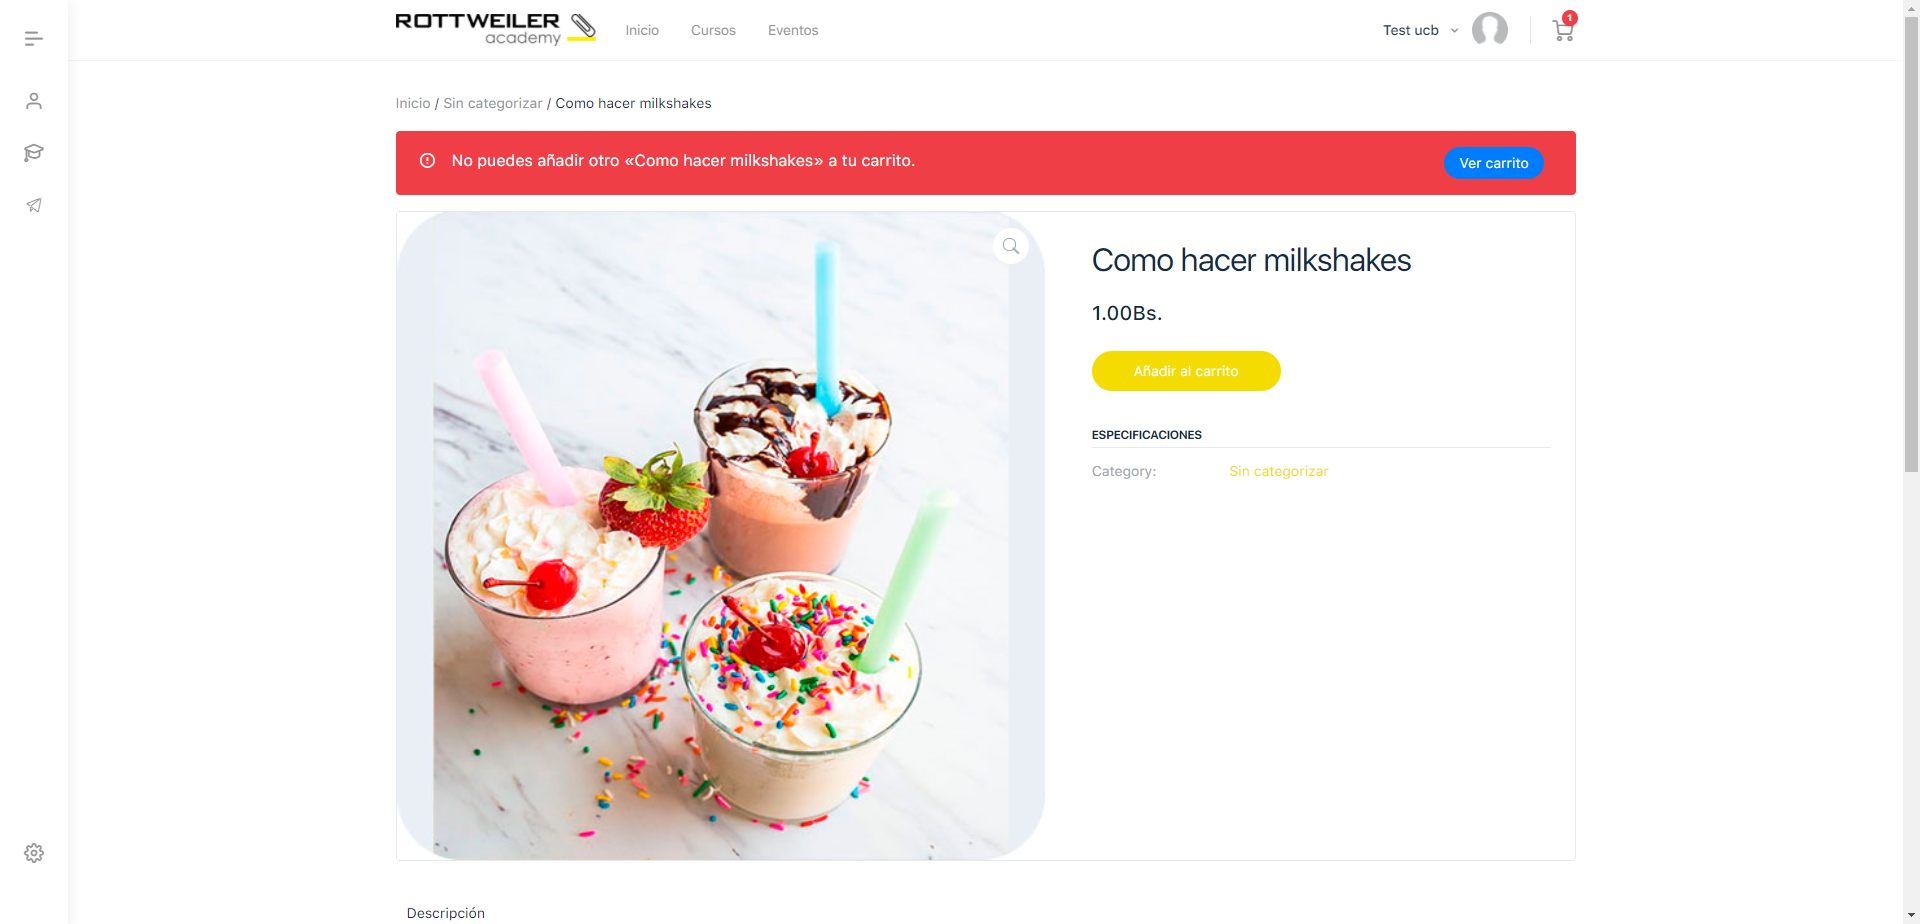 ROTTWEILER
academy
Inicio Cursos Eventos
Test ucb
1
Inicio / Sin categorizar / Como hacer milkshakes
No puedes añadir otro «Como hacer milkshakes» a tu carrito.
Ver carrito
Como hacer milkshakes
1.00Bs.
Añadir al carrito
ESPECIFICACIONES
Category: Sin categorizar
Descripción